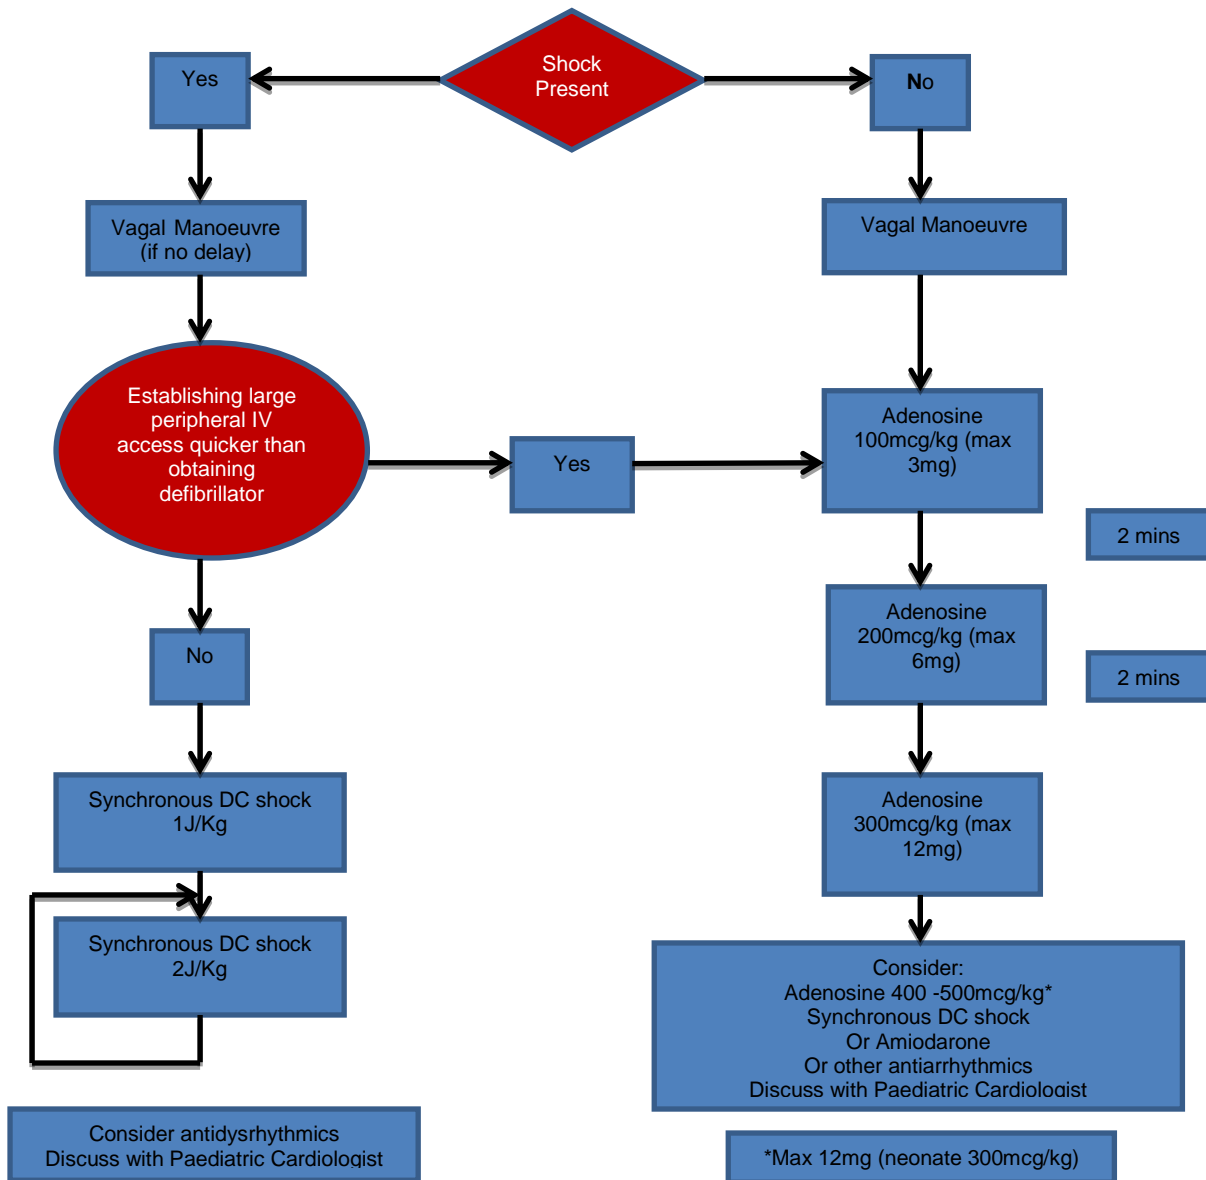 Shock
Present
Yes
No
Vagal Manoeuvre
(if no delay)
Vagal Manoeuvre
Establishing large
peripheral IV
access quicker than
obtaining
defibrillator
Yes
Adenosine
100mcg/kg (max
3mg)
2 mins
No
Adenosine
200mcg/kg (max
6mg)
2 mins
Synchronous DC shock
1J/Kg
Adenosine
300mcg/kg (max
12mg)
Synchronous DC shock
2J/Kg
Consider:
Adenosine 400 -500mcg/kg*
Synchronous DC shock
Or Amiodarone
Or other antiarrhythmics
Discuss with Paediatric Cardiologist
Consider antidysrhythmics
Discuss with Paediatric Cardiologist
*Max 12mg (neonate 300mcg/kg)